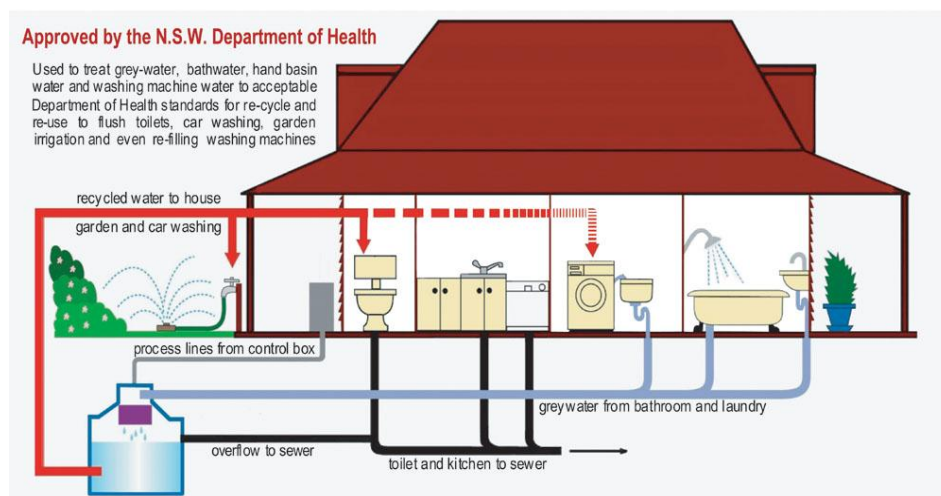 Approved by the N.S.W. Department of Health
Used to treat grey-water, bathwater, hand basin
water and washing machine water to acceptable
Department of Health standards for re-cycle and
re-use to flush toilets, car washing, garden
irrigation and even re-filling washing machines
recycled water to house
garden and car washing
process lines from control box
greywater from bathroom and laundry
overflow to sewer
toilet and kitchen to sewer